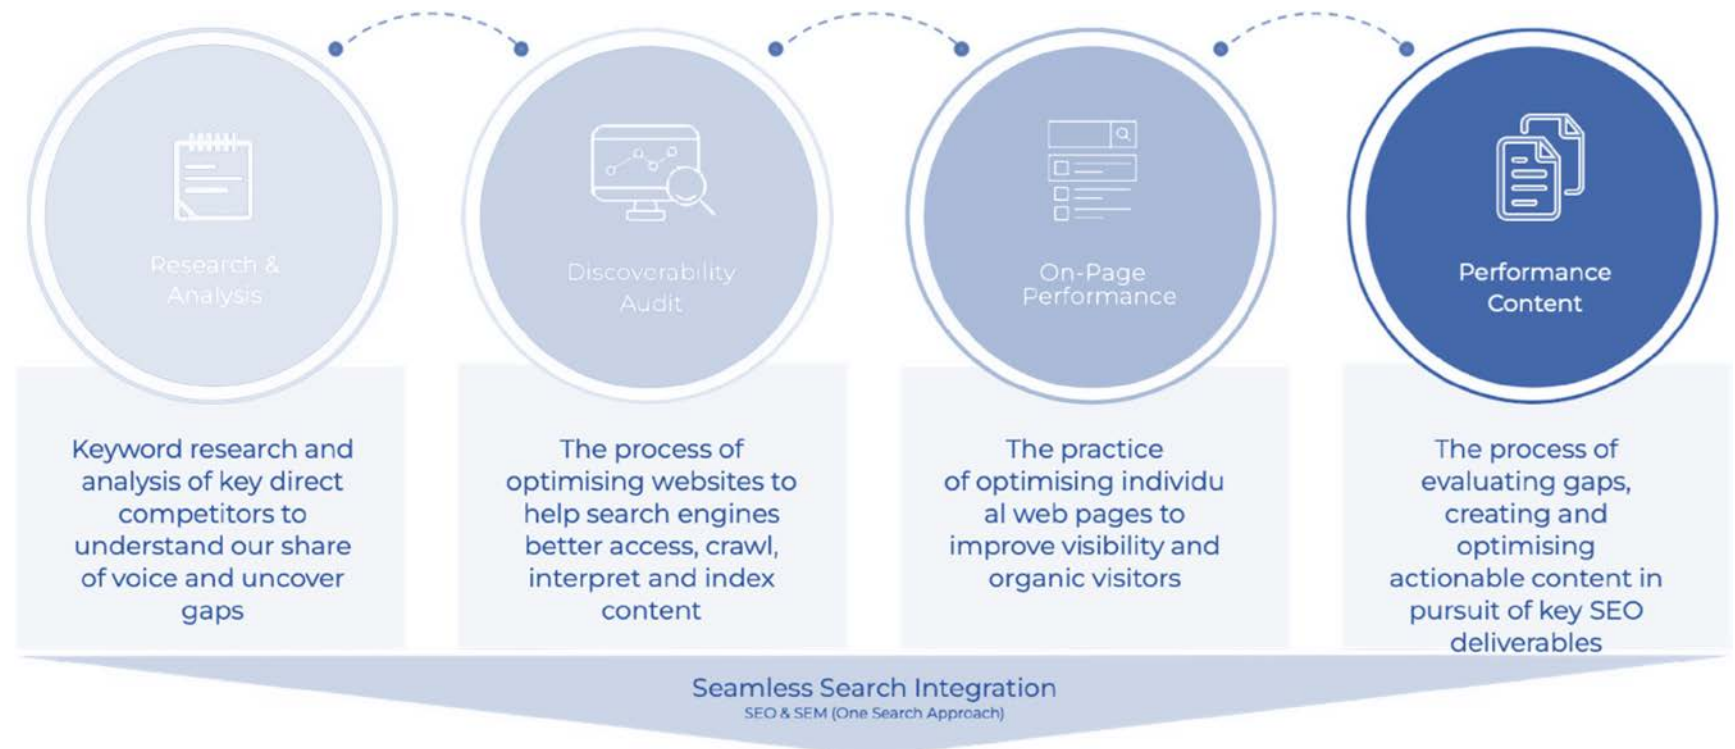 Research &
Analysis
Discoverability
Audit
On-Page
Performance
Performance
Content
Keyword research and
analysis of key direct
competitors to
understand our share
of voice and uncover
gaps
The process of
optimising websites to
help search engines
better access, crawl,
interpret and index
content
The practice
of optimising individu
al web pages to
improve visibility and
organic visitors
The process of
evaluating gaps,
creating and
optimising
actionable content in
pursuit of key SEO
deliverables
Seamless Search Integration
SEO & SEM (One Search Approach)